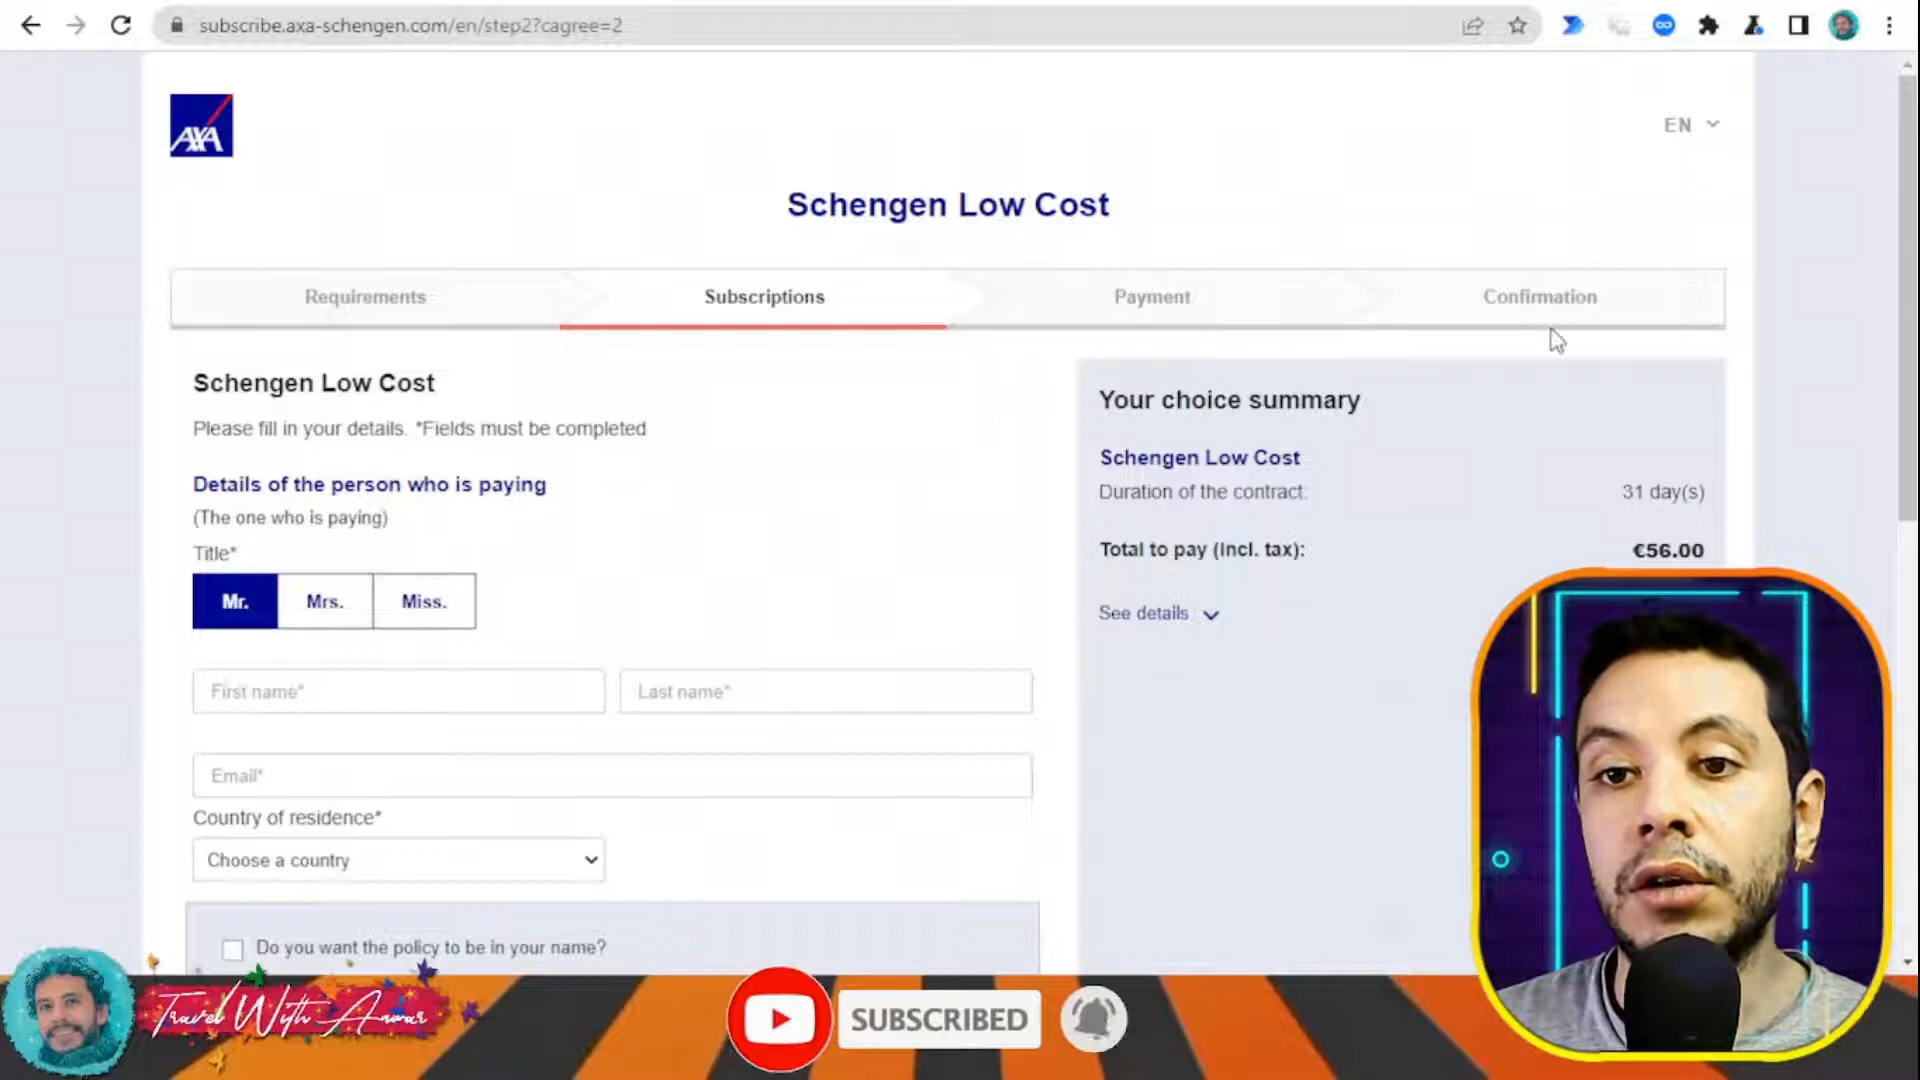 subscribe.axa-schengen.com/en/step2?cagree=2
AXA
EN
Schengen Low Cost
Requirements
Subscriptions
Payment
Confirmation
Schengen Low Cost
Please fill in your details. *Fields must be completed
Details of the person who is paying
(The one who is paying)
Title*
Mr.
Mrs.
Miss.
First name*
Last name*
Email*
Country of residence*
Choose a country
Do you want the policy to be in your name?
Your choice summary
Schengen Low Cost
Duration of the contract:
31 day(s)
Total to pay (incl. tax):
€56.00
See details
Travel With Anwar
SUBSCRIBED